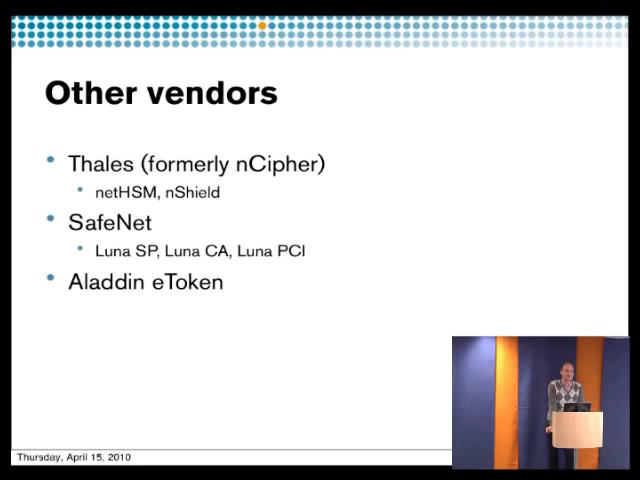 Other vendors
Thales (formerly nCipher)
netHSM, nShield
SafeNet
Luna SP, Luna CA, Luna PCI
Aladdin eToken
Thursday, April 15, 2010